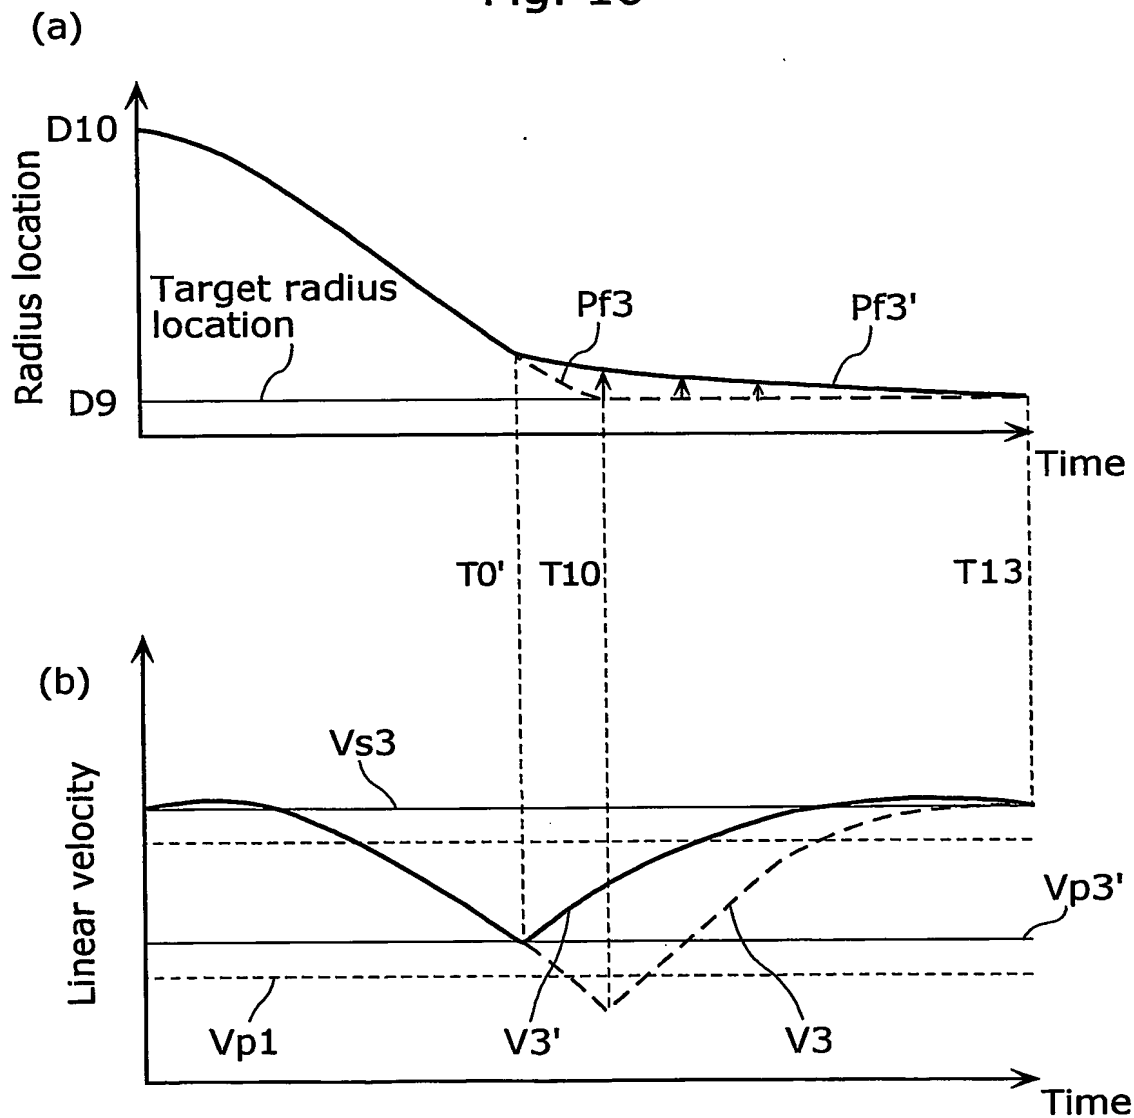 (a)
D10
Radius location
Target radius
location
Pf3
Pf3'
D9
Time
T0'
T10
T13
(b)
Vs3
Linear velocity
Vp3'
Vp1
V3'
V3
Time